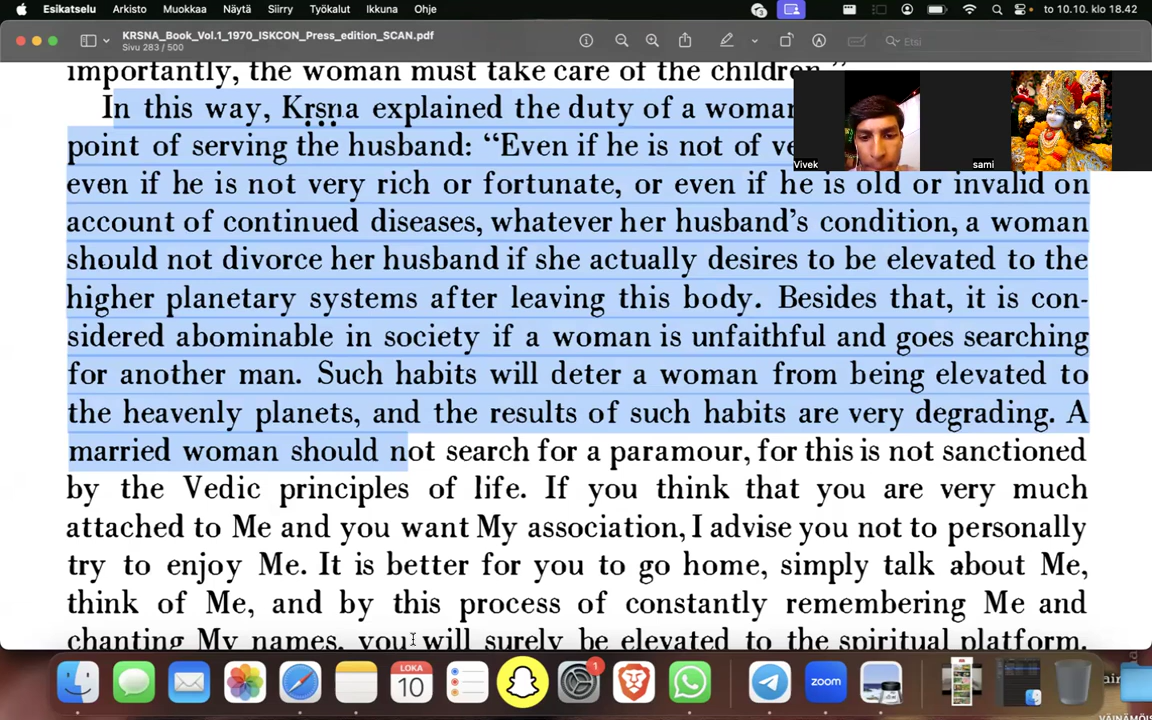 Esikatselu Arkisto Muokkaa Näytä Siirry Työkalut Ikkuna Ohje to 10.10. klo 18.42
KRSNA_Book_Vol.1_1970_ISKCON_Press_edition_SCAN.pdf
Sivu 283 / 500
Etsi
importantly, the woman must take care of the children."
In this way, Krsna explained the duty of a woman
point of serving the husband: “Even if he is not of
Vivek sami
even if he is not very rich or fortunate, or even if he is old or invalid on
account of continued diseases, whatever her husband’s condition, a woman
should not divorce her husband if she actually desires to be elevated to the
higher planetary systems after leaving this body. Besides that, it is con-
sidered abominable in society if a woman is unfaithful and goes searching
for another man. Such habits will deter a woman from being elevated to
the heavenly planets, and the results of such habits are very degrading. A
married woman should not search for a paramour, for this is not sanctioned
by the Vedic principles of life. If you think that you are very much
attached to Me and you want My association, I advise you not to personally
try to enjoy Me. It is better for you to go home, simply talk about Me,
think of Me, and by this process of constantly remembering Me and
chanting My names, you will surely be elevated to the spiritual platform.
LOKA
10
1
zoom